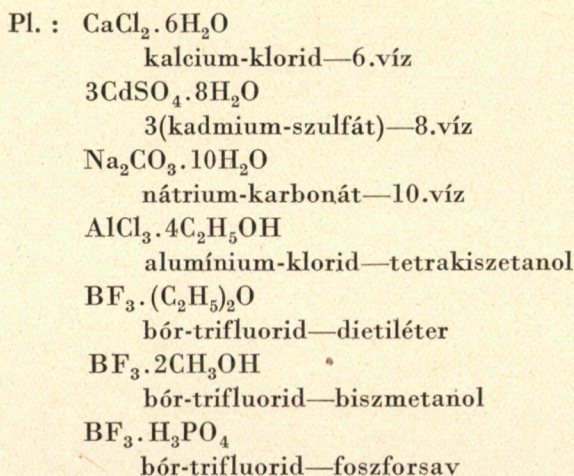 Pl. : CaCl₂.6H₂O
kalcium-klorid—6.víz
3CdSO₄.8H₂O
3(kadmium-szulfát)—8.víz
Na₂CO₃.10H₂O
nátrium-karbonát—10.víz
AlCl₃.4C₂H₅OH
alumínium-klorid—tetrakiszetanol
BF₃.(C₂H₅)₂O
bór-trifluorid—dietiléter
BF₃.2CH₃OH
bór-trifluorid—biszmetanol
BF₃.H₃PO₄
bór-trifluorid—foszforsav